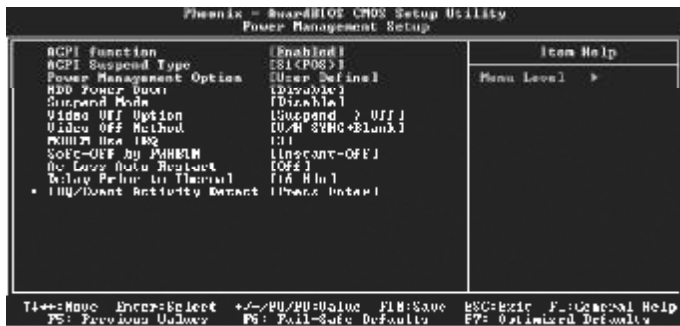 Phoenix - AwardBIOS CMOS Setup Utility
Power Management Setup
ACPI function [Enabled]
ACPI Suspend Type [S1(POS)]
Power Management Option [User Define]
HDD Power Down [Disable]
Suspend Mode [Disable]
Video Off Option [Suspend -> Off]
Video Off Method [V/H SYNC+Blank]
MODEM Use IRQ [3]
Soft-OFF by PWRBTN [Instant-OFF]
Ac Loss Auto Restart [Off]
Delay Prior to Thermal [16 Min]
IRQ/Event Activity Detect [Press Enter]
Item Help
Menu Level
:Move Enter:Select +/-/PU/PD:Value F10:Save ESC:Exit F1:General Help
F5: Previous Values F6: Fail-Safe Defaults F7: Optimized Defaults